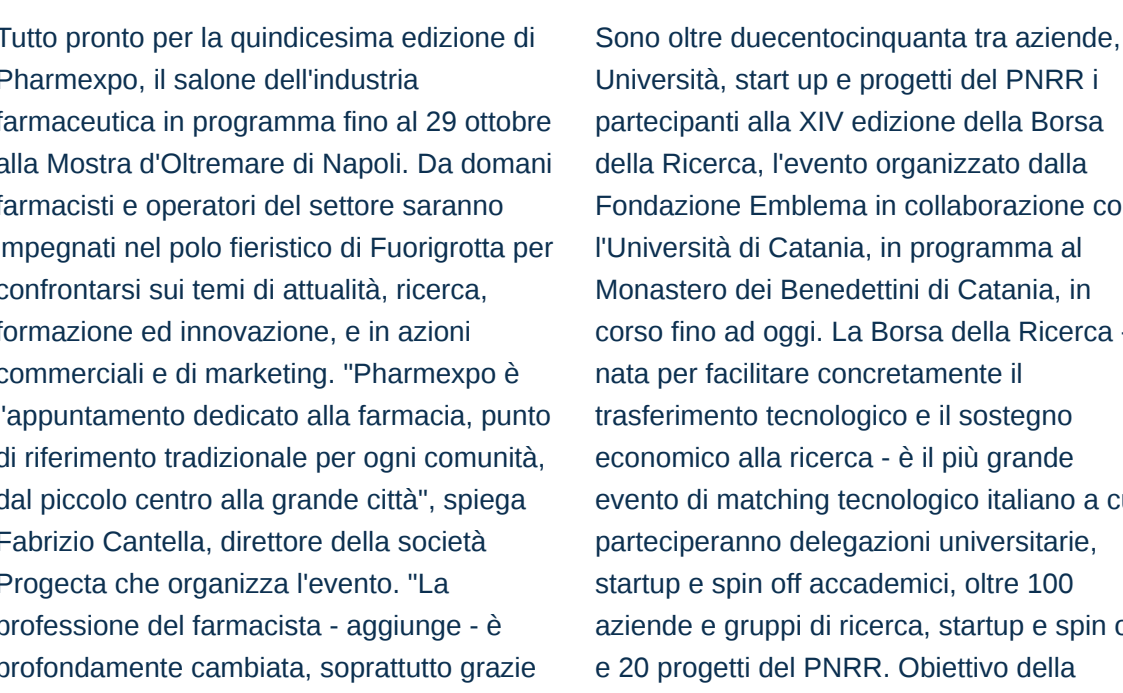 Tutto pronto per la quindicesima edizione di
Pharmexpo, il salone dell'industria
farmaceutica in programma fino al 29 ottobre
alla Mostra d'Oltremare di Napoli. Da domani
farmacisti e operatori del settore saranno
impegnati nel polo fieristico di Fuorigrotta per
confrontarsi sui temi di attualità, ricerca,
formazione ed innovazione, e in azioni
commerciali e di marketing. "Pharmexpo è
l'appuntamento dedicato alla farmacia, punto
di riferimento tradizionale per ogni comunità,
dal piccolo centro alla grande città", spiega
Fabrizio Cantella, direttore della società
Progecta che organizza l'evento. "La
professione del farmacista - aggiunge - è
profondamente cambiata, soprattutto grazie
Sono oltre duecentocinquanta tra aziende,
Università, start up e progetti del PNRR i
partecipanti alla XIV edizione della Borsa
della Ricerca, l'evento organizzato dalla
Fondazione Emblema in collaborazione co
l'Università di Catania, in programma al
Monastero dei Benedettini di Catania, in
corso fino ad oggi. La Borsa della Ricerca -
nata per facilitare concretamente il
trasferimento tecnologico e il sostegno
economico alla ricerca - è il più grande
evento di matching tecnologico italiano a cu
parteciperanno delegazioni universitarie,
startup e spin off accademici, oltre 100
aziende e gruppi di ricerca, startup e spin o
e 20 progetti del PNRR. Obiettivo della